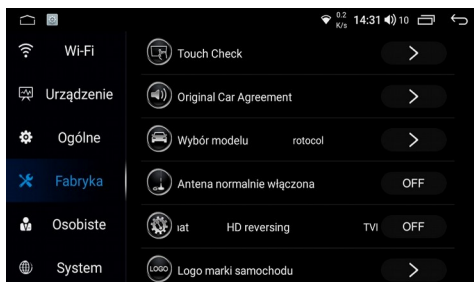 0.2 K/s 14:31 10
Wi-Fi
Urządzenie
Ogólne
Fabryka
Osobiste
System
Touch Check
Original Car Agreement
Wybór modelu rotocol
Antena normalnie włączona OFF
ıat HD reversing TVI OFF
LOGO Logo marki samochodu